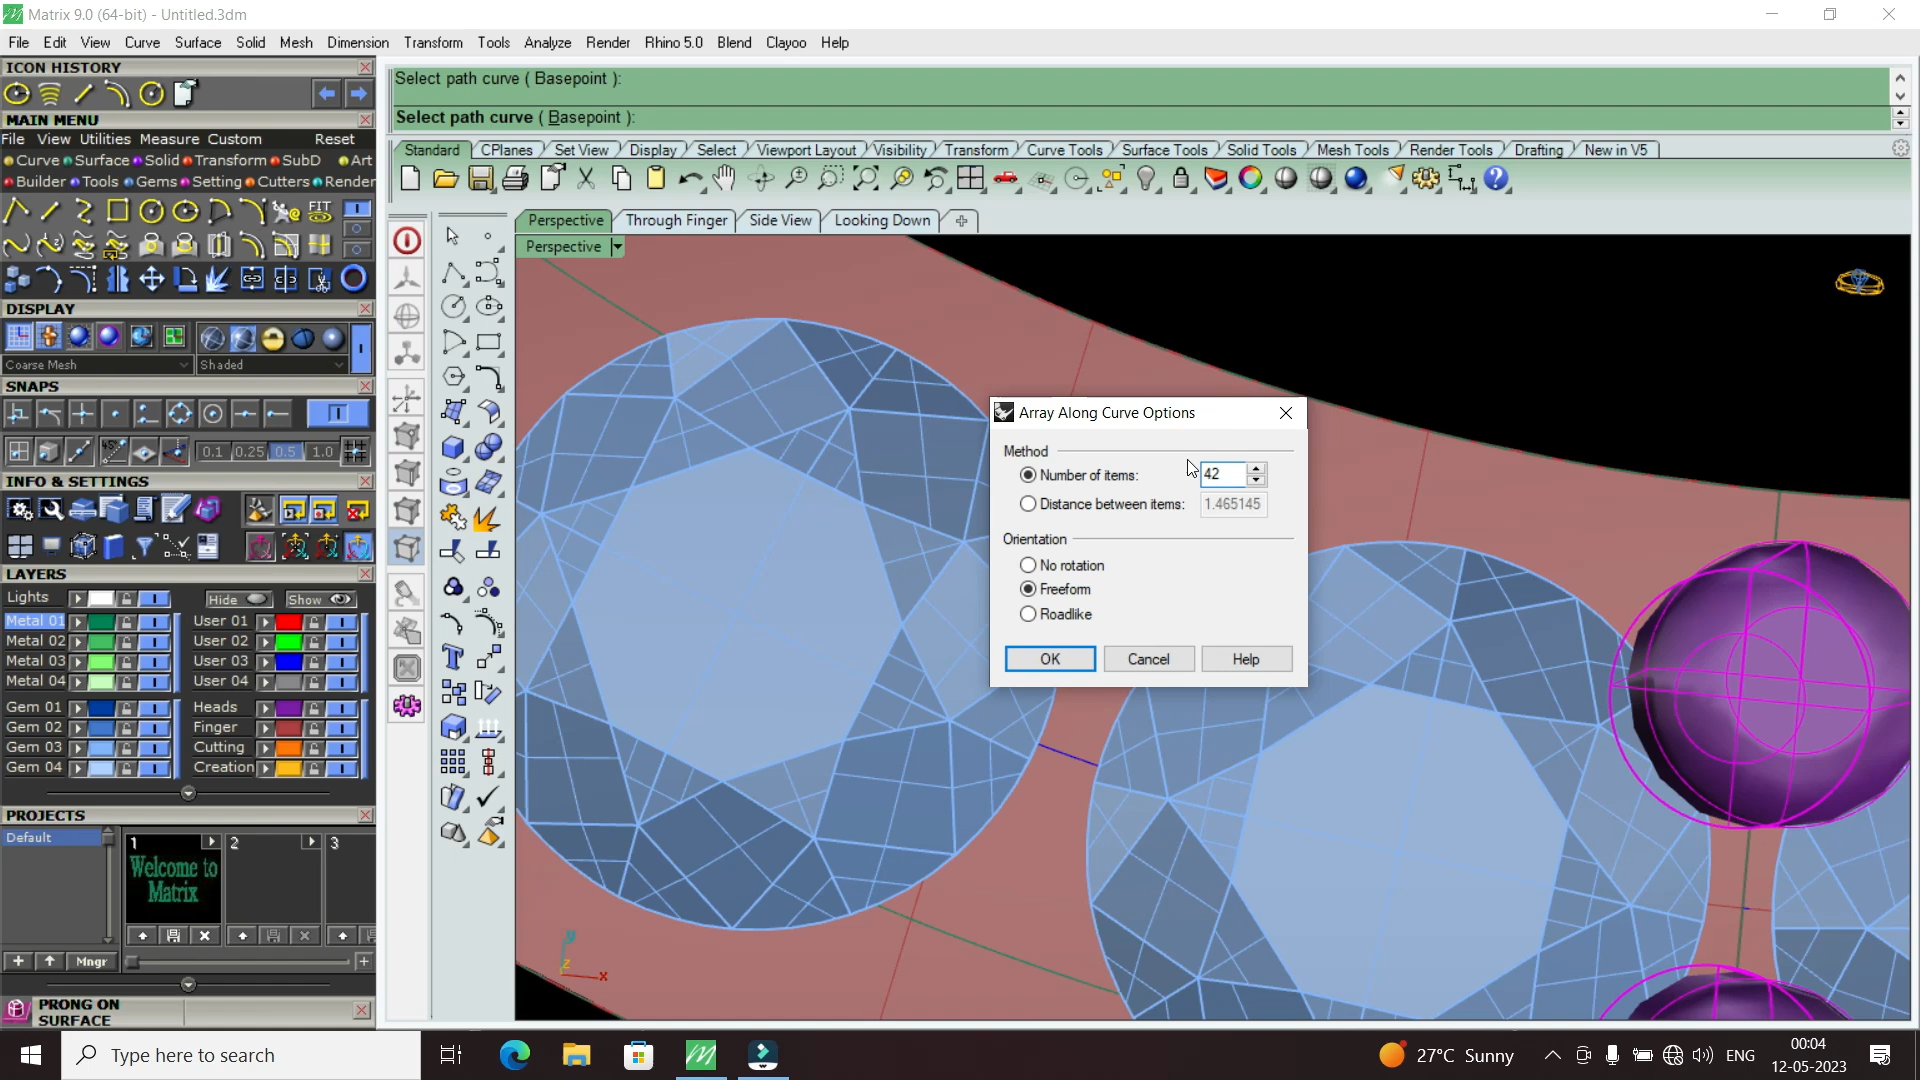 Matrix 9.0 (64-bit) - Untitled.3dm
File Edit View Curve Surface Solid Mesh Dimension Transform Tools Analyze Render Rhino 5.0 Blend Clayoo Help
ICON HISTORY
MAIN MENU
File View Utilities Measure Custom Reset
Curve Surface Solid Transform SubD Art
Builder Tools Gems Setting Cutters Render
FIT
DISPLAY
Coarse Mesh Shaded
SNAPS
0.1 0.25 0.5 1.0
INFO & SETTINGS
LAYERS
Lights Hide Show
Metal 01 User 01
Metal 02 User 02
Metal 03 User 03
Metal 04 User 04
Gem 01 Heads
Gem 02 Finger
Gem 03 Cutting
Gem 04 Creation
PROJECTS
Default
1 2 3
Welcome to
Matrix
Mngr
PRONG ON
SURFACE
Select path curve ( Basepoint ):
Select path curve ( Basepoint ):
Standard CPlanes Set View Display Select Viewport Layout Visibility Transform Curve Tools Surface Tools Solid Tools Mesh Tools Render Tools Drafting New in V5
Perspective Through Finger Side View Looking Down
Perspective
Array Along Curve Options
Method
Number of items: 42
Distance between items: 1.465145
Orientation
No rotation
Freeform
Roadlike
OK Cancel Help
y
z
x
Type here to search
27°C Sunny
ENG
00:04
12-05-2023